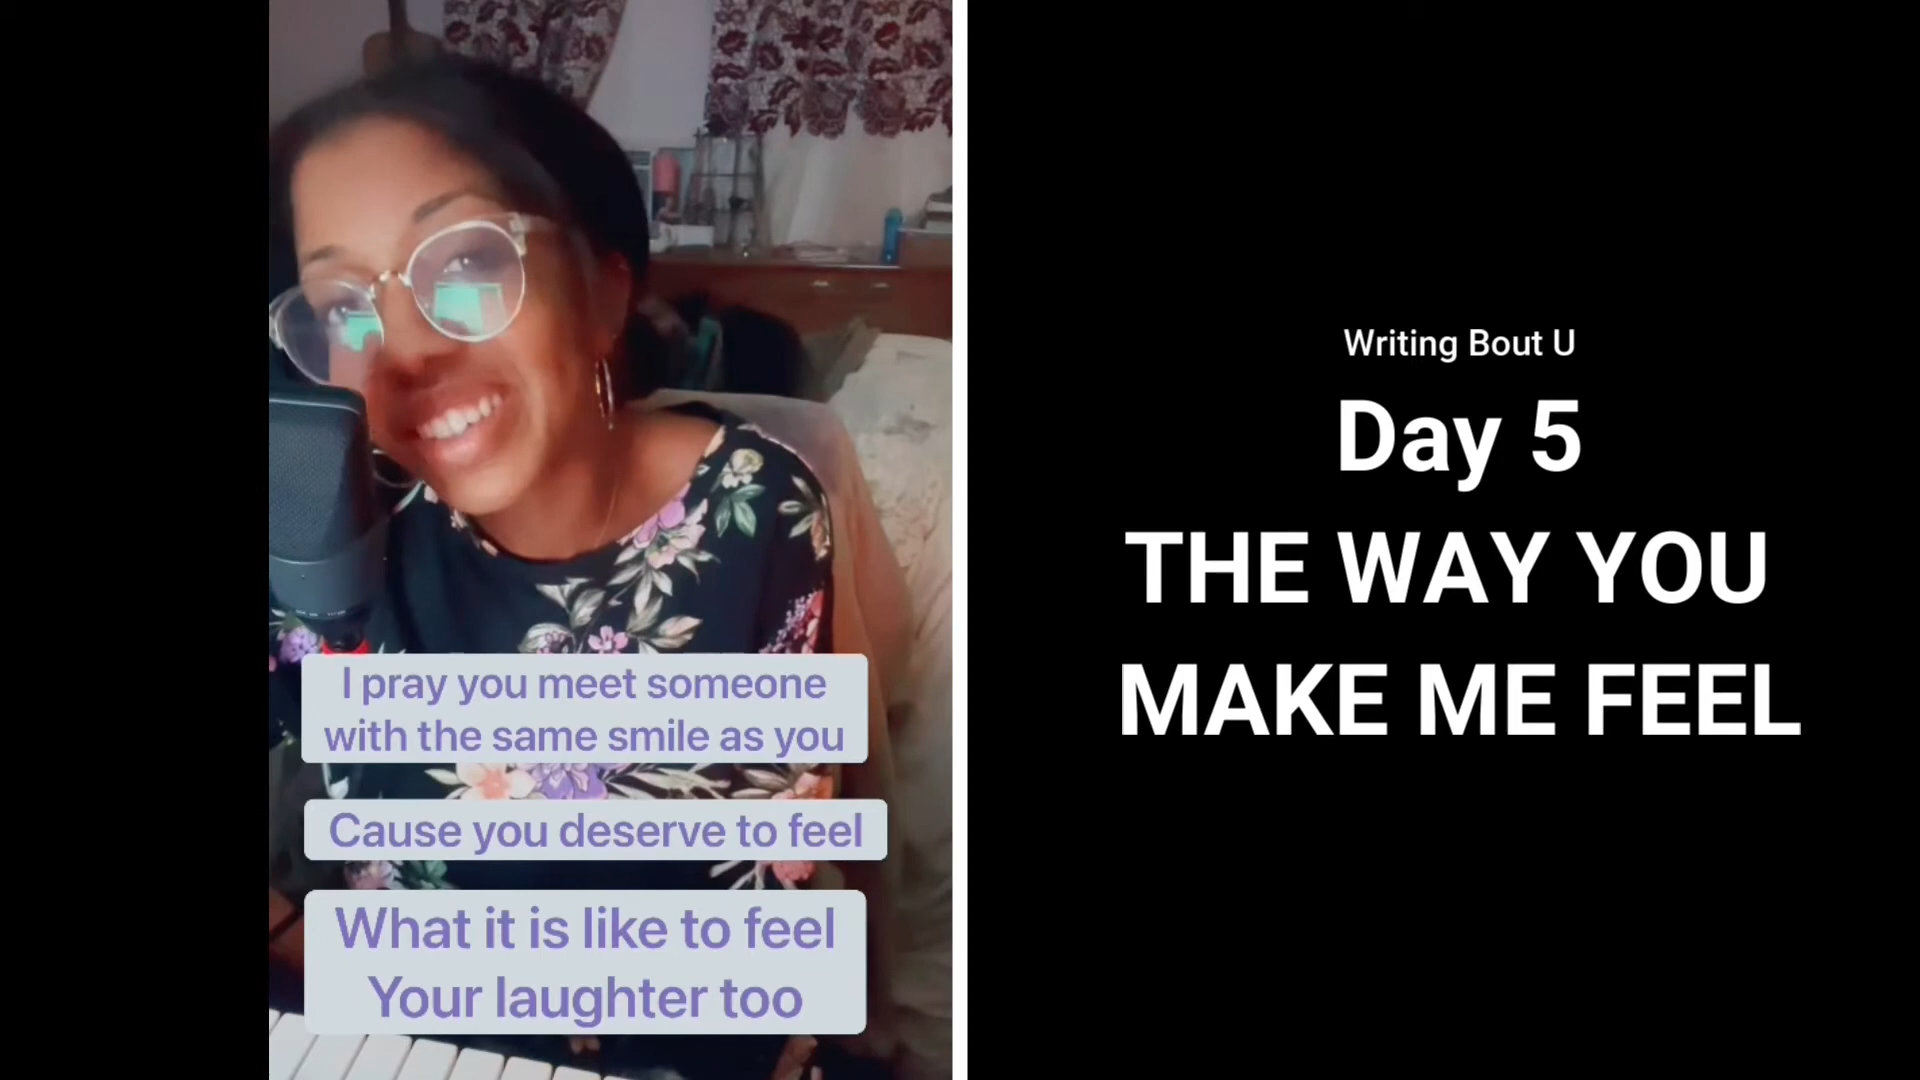 I pray you meet someone
with the same smile as you
Cause you deserve to feel
What it is like to feel
Your laughter too
Writing Bout U
Day 5
THE WAY YOU
MAKE ME FEEL